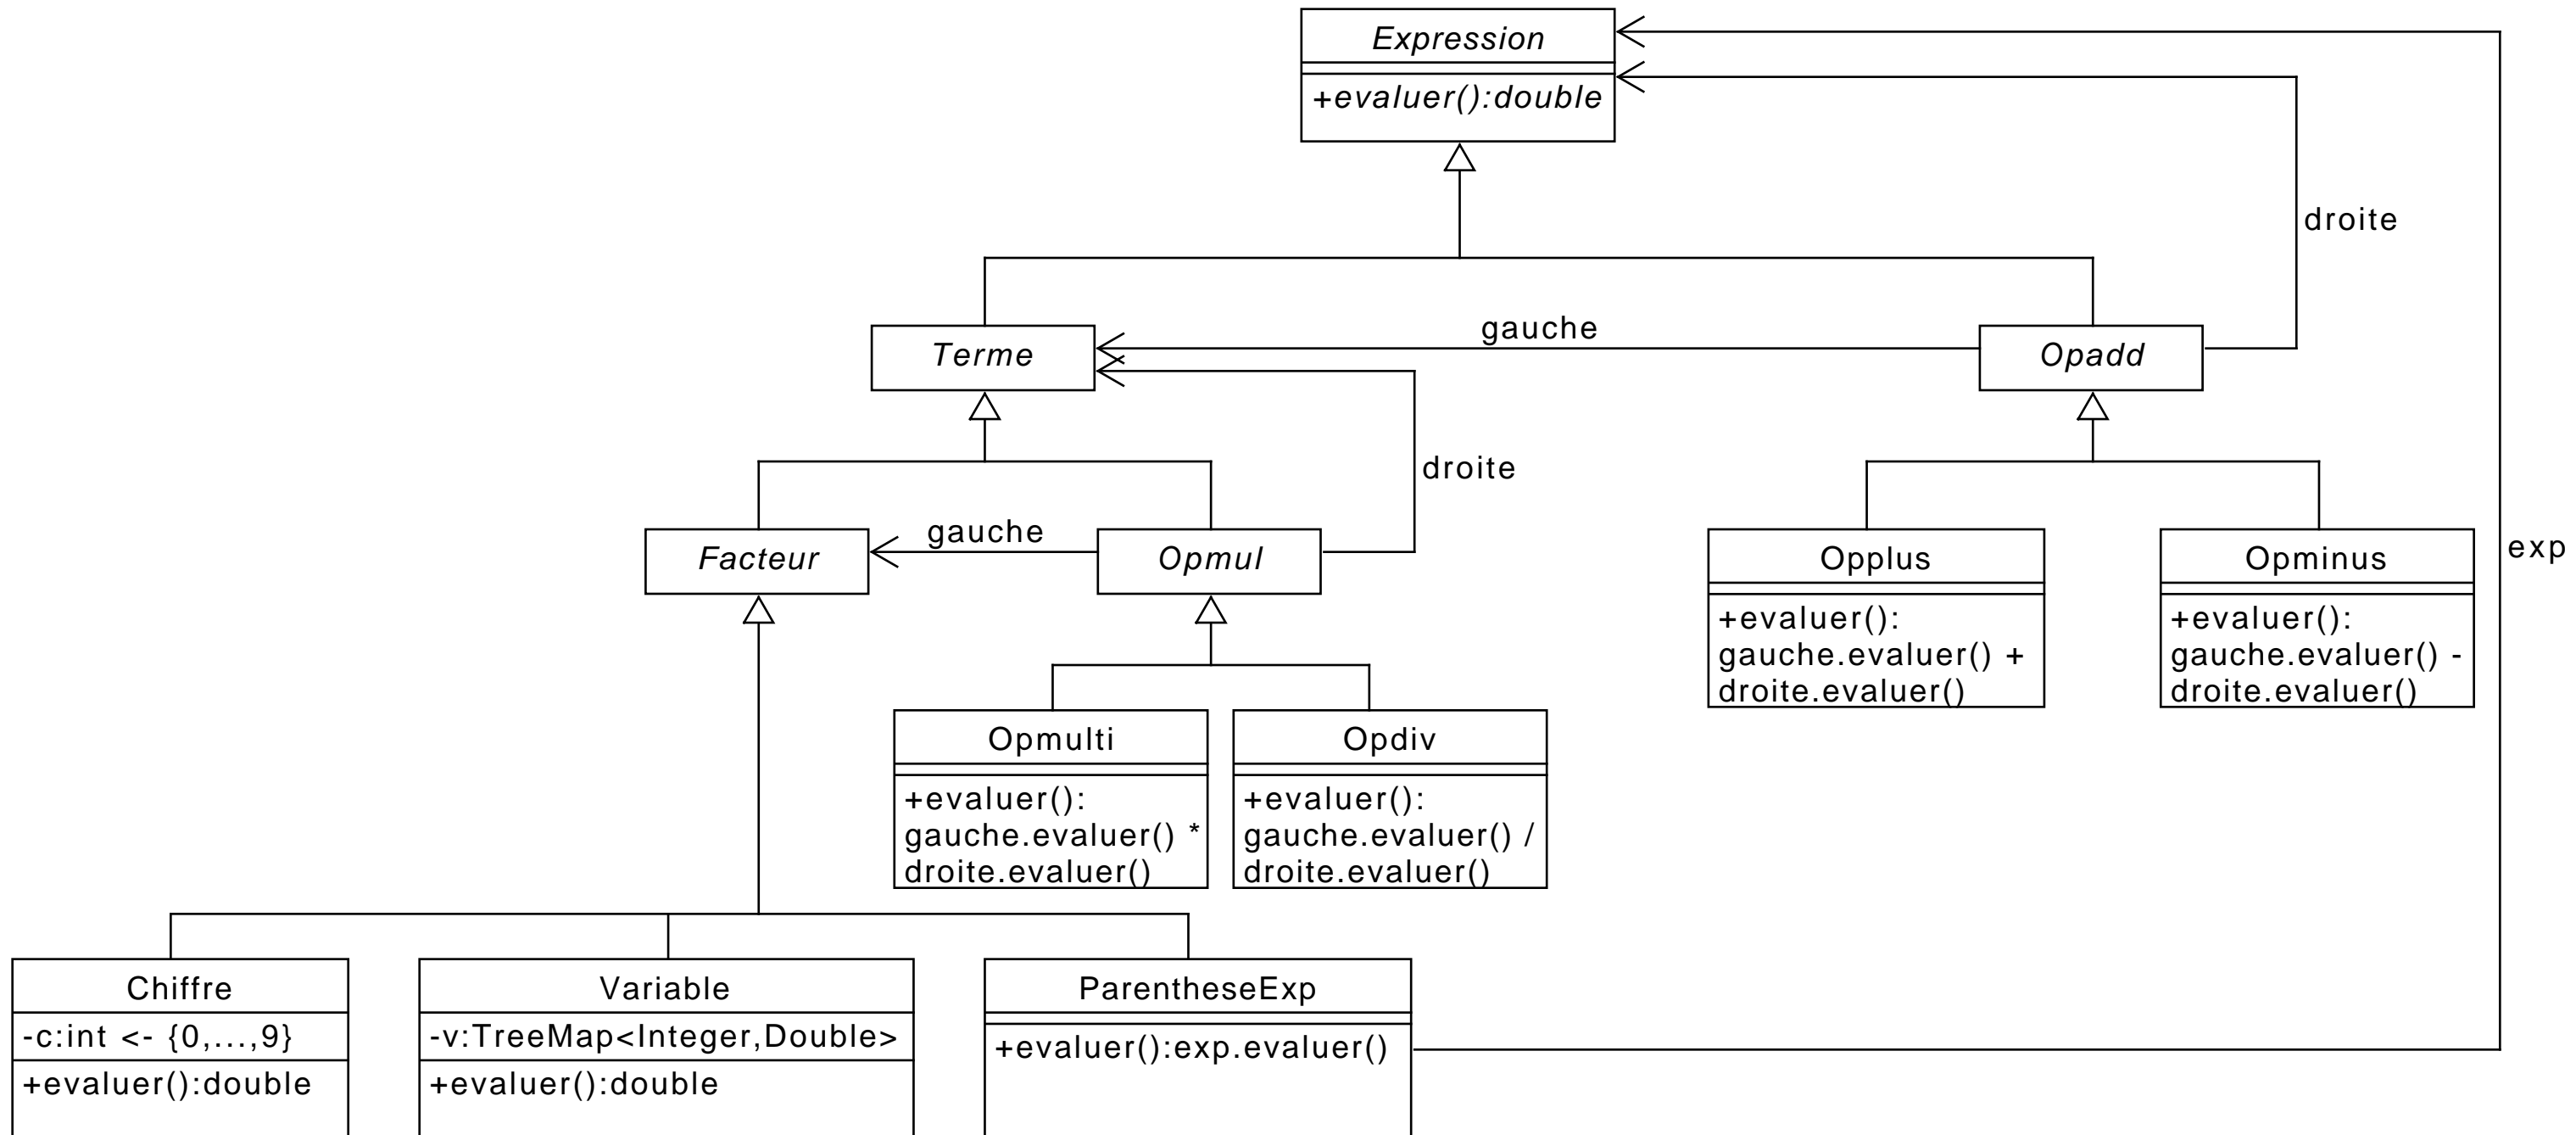 Expression
+evaluer():double
droite
gauche
Terme
Opadd
droite
gauche
Facteur
Opmul
Opplus
+evaluer():
gauche.evaluer() +
droite.evaluer()
Opminus
+evaluer():
gauche.evaluer() -
droite.evaluer()
exp
Opmulti
+evaluer():
gauche.evaluer() *
droite.evaluer()
Opdiv
+evaluer():
gauche.evaluer() /
droite.evaluer()
Chiffre
-c:int <- {0,...,9}
+evaluer():double
Variable
-v:TreeMap<Integer,Double>
+evaluer():double
ParentheseExp
+evaluer():exp.evaluer()